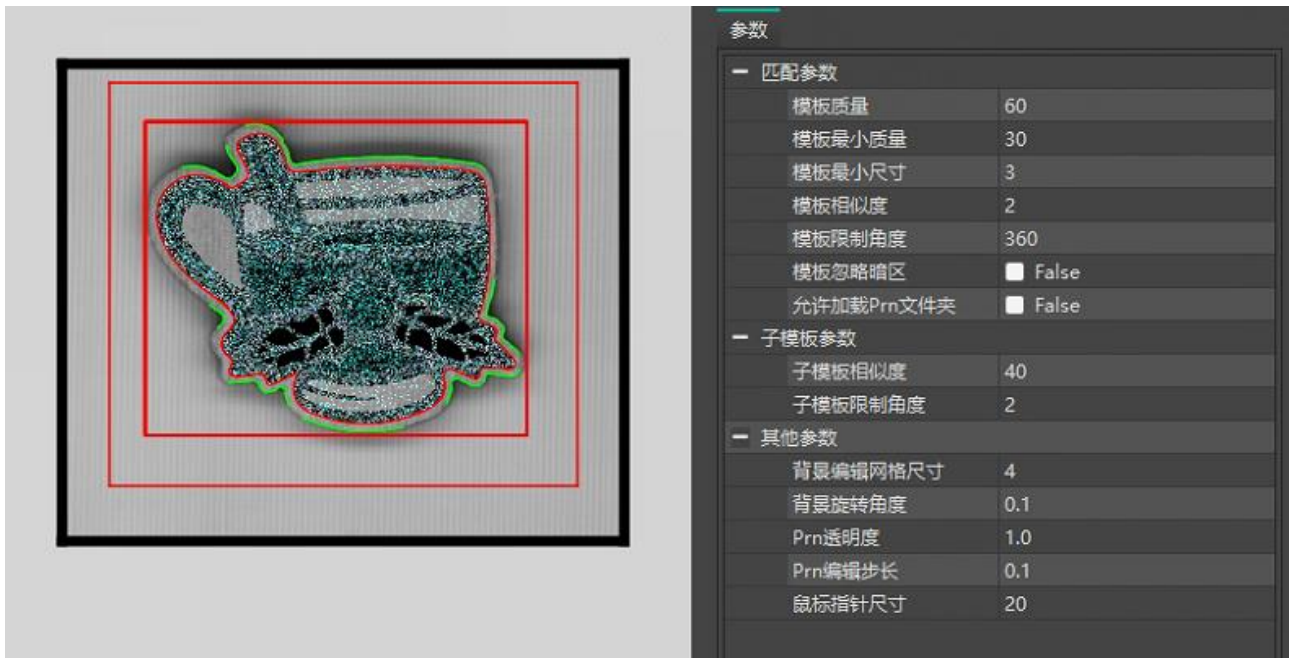 参数
匹配参数
模板质量 60
模板最小质量 30
模板最小尺寸 3
模板相似度 2
模板限制角度 360
模板忽略暗区 False
允许加载Prn文件夹 False
子模板参数
子模板相似度 40
子模板限制角度 2
其他参数
背景编辑网格尺寸 4
背景旋转角度 0.1
Prn透明度 1.0
Prn编辑步长 0.1
鼠标指针尺寸 20